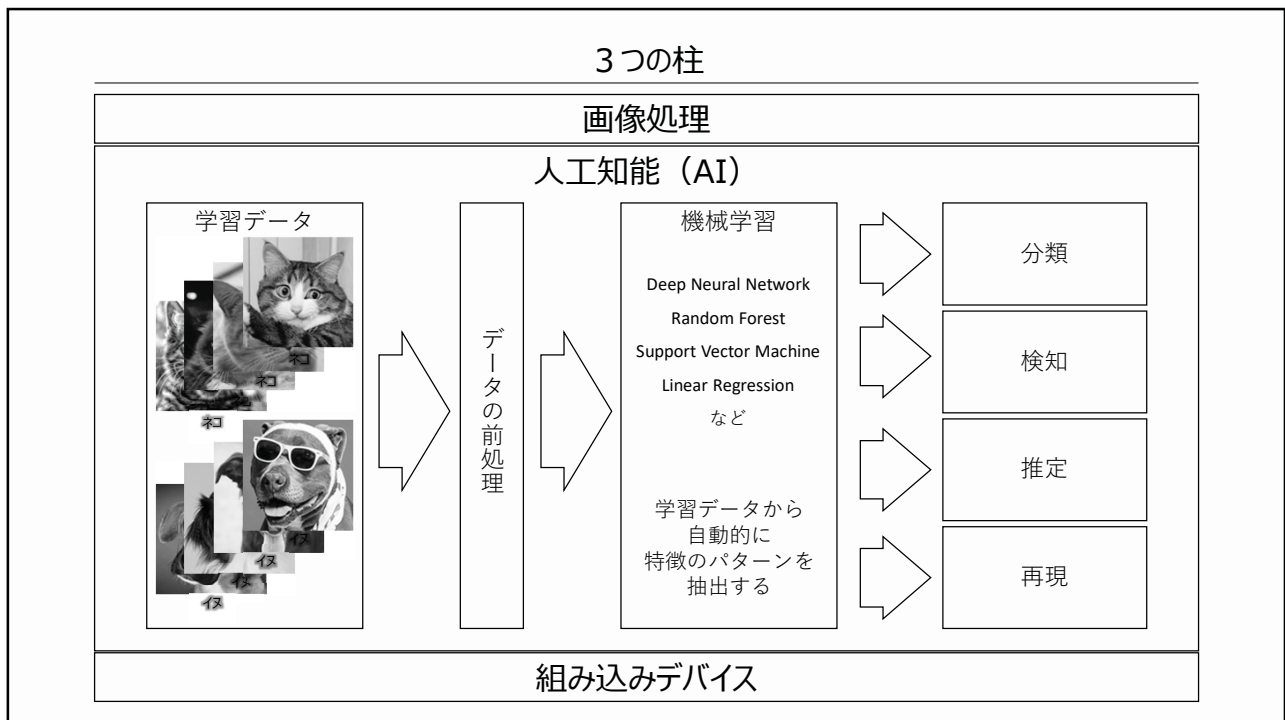 3つの柱
画像処理
人工知能（AI）
学習データ
ネコ
ネコ
ネコ
イヌ
イヌ
イヌ
イヌ
データの前処理
機械学習
Deep Neural Network
Random Forest
Support Vector Machine
Linear Regression
など
学習データから
自動的に
特徴のパターンを
抽出する
分類
検知
推定
再現
組み込みデバイス